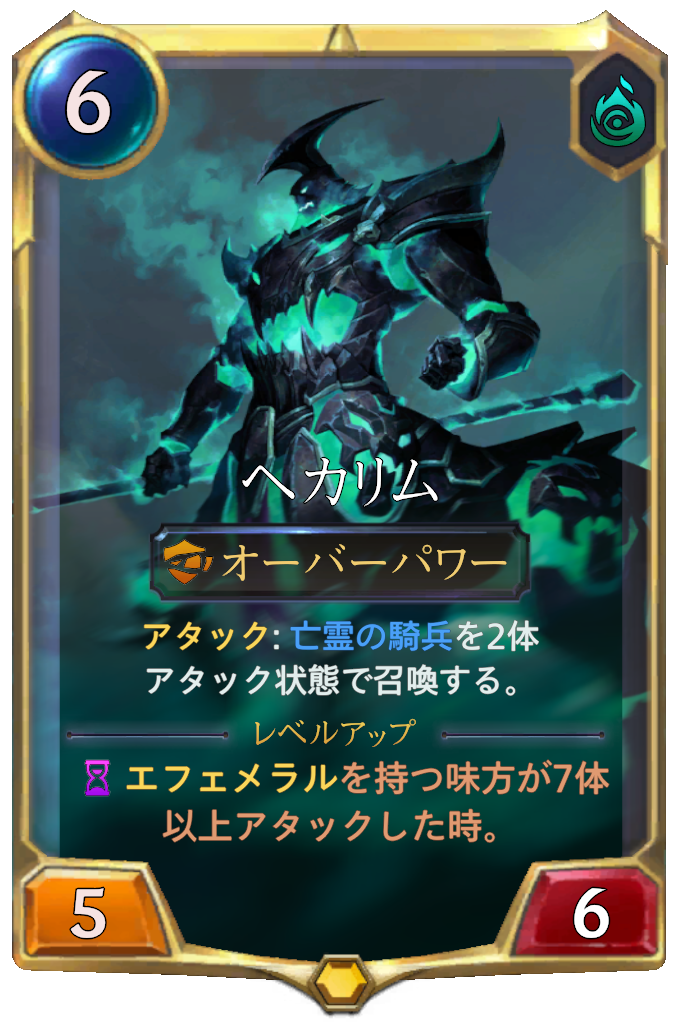 6
ヘカリム
オーバーパワー
アタック: 亡霊の騎兵を2体
アタック状態で召喚する。
レベルアップ
エフェメラルを持つ味方が7体
以上アタックした時。
5
6